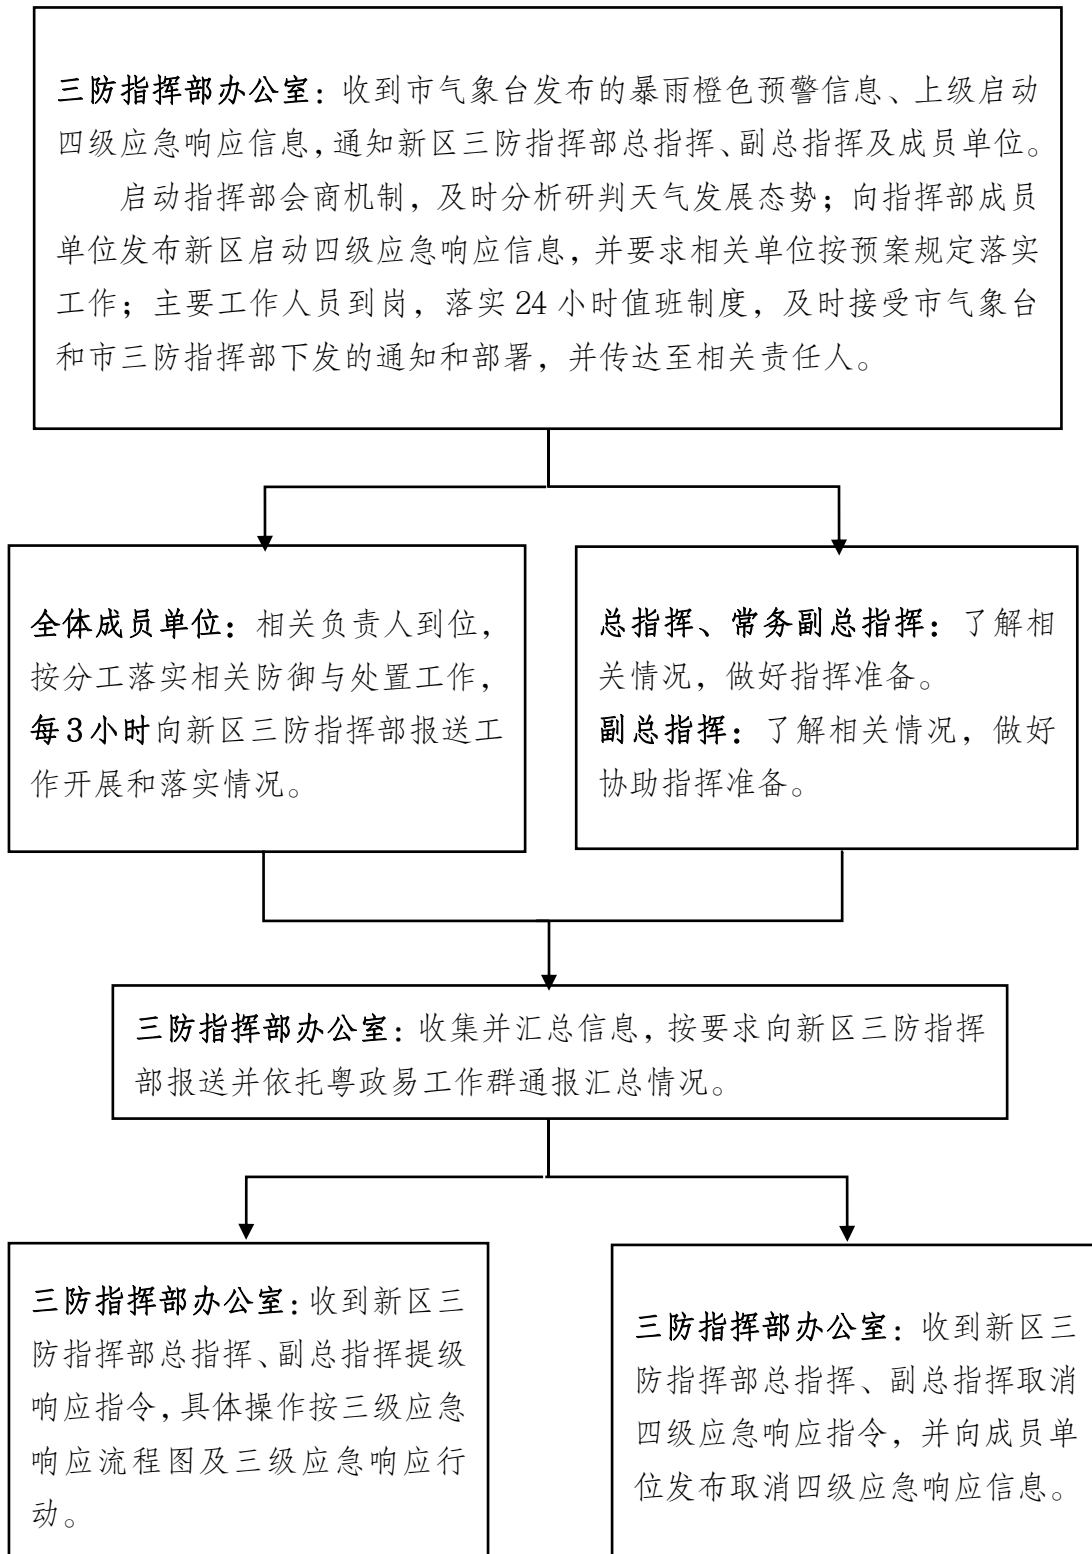 三防指挥部办公室：收到市气象台发布的暴雨橙色预警信息、上级启动
四级应急响应信息，通知新区三防指挥部总指挥、副总指挥及成员单位。
启动指挥部会商机制，及时分析研判天气发展态势；向指挥部成员
单位发布新区启动四级应急响应信息，并要求相关单位按预案规定落实
工作；主要工作人员到岗，落实 24 小时值班制度，及时接受市气象台
和市三防指挥部下发的通知和部署，并传达至相关责任人。
全体成员单位：相关负责人到位，
按分工落实相关防御与处置工作，
每 3 小时向新区三防指挥部报送工
作开展和落实情况。
总指挥、常务副总指挥：了解相
关情况，做好指挥准备。
副总指挥：了解相关情况，做好
协助指挥准备。
三防指挥部办公室：收集并汇总信息，按要求向新区三防指挥
部报送并依托粤政易工作群通报汇总情况。
三防指挥部办公室：收到新区三
防指挥部总指挥、副总指挥提级
响应指令，具体操作按三级应急
响应流程图及三级应急响应行
动。
三防指挥部办公室：收到新区三
防指挥部总指挥、副总指挥取消
四级应急响应指令，并向成员单
位发布取消四级应急响应信息。